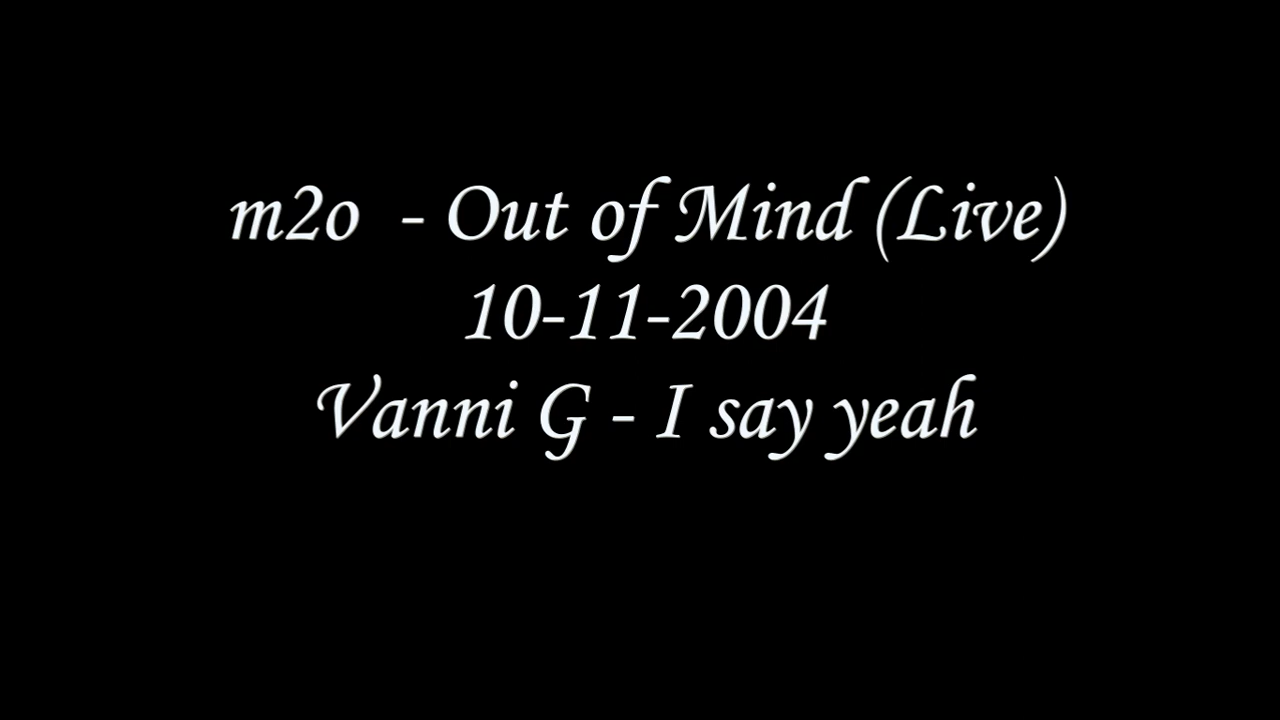 m2o - Out of Mind (Live)
10-11-2004
Vanni G - I say yeah